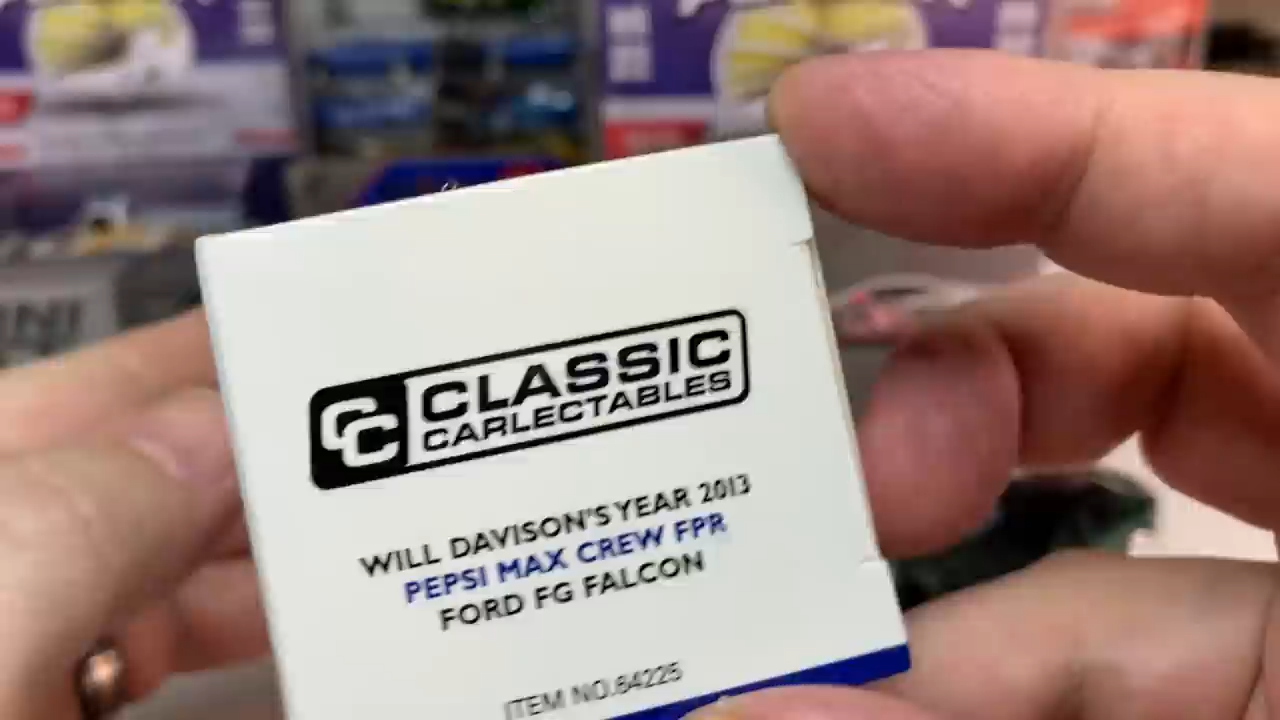 CC CLASSIC
CARLECTABLES
WILL DAVISON'S YEAR 2013
PEPSI MAX CREW FPR
FORD FG FALCON
ITEM NO.64225